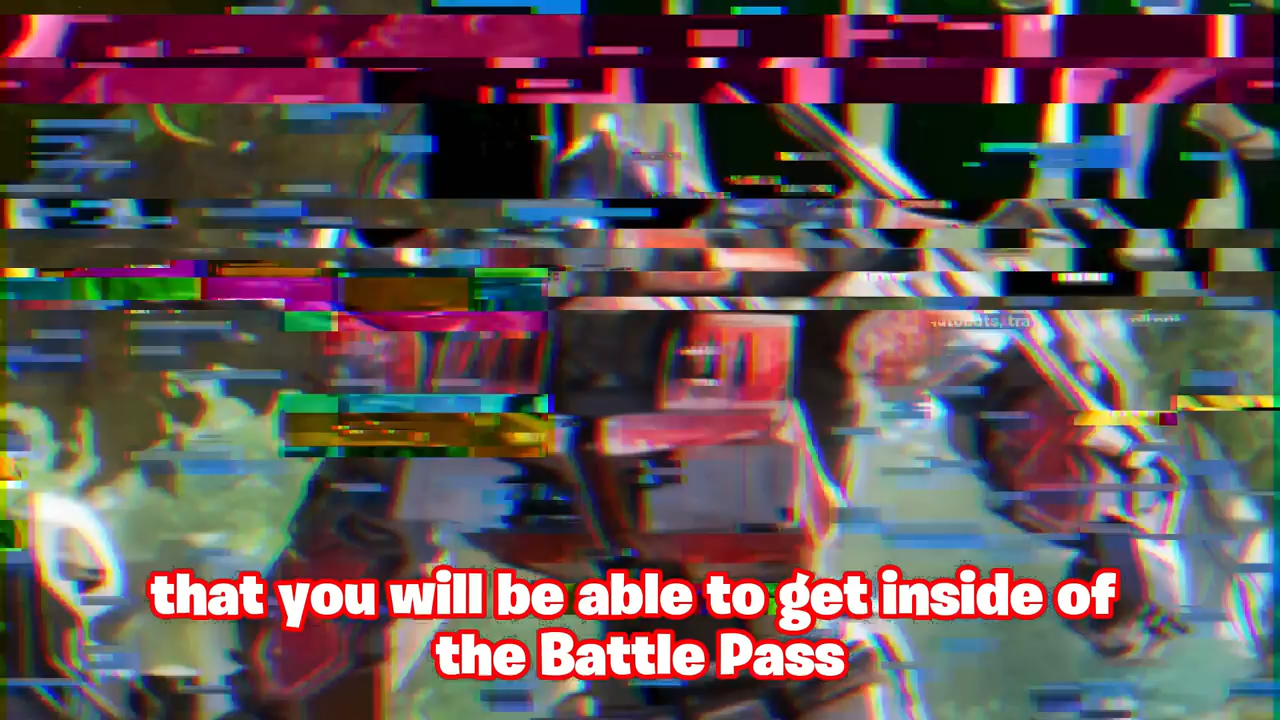 that you will be able to get inside of
the Battle Pass